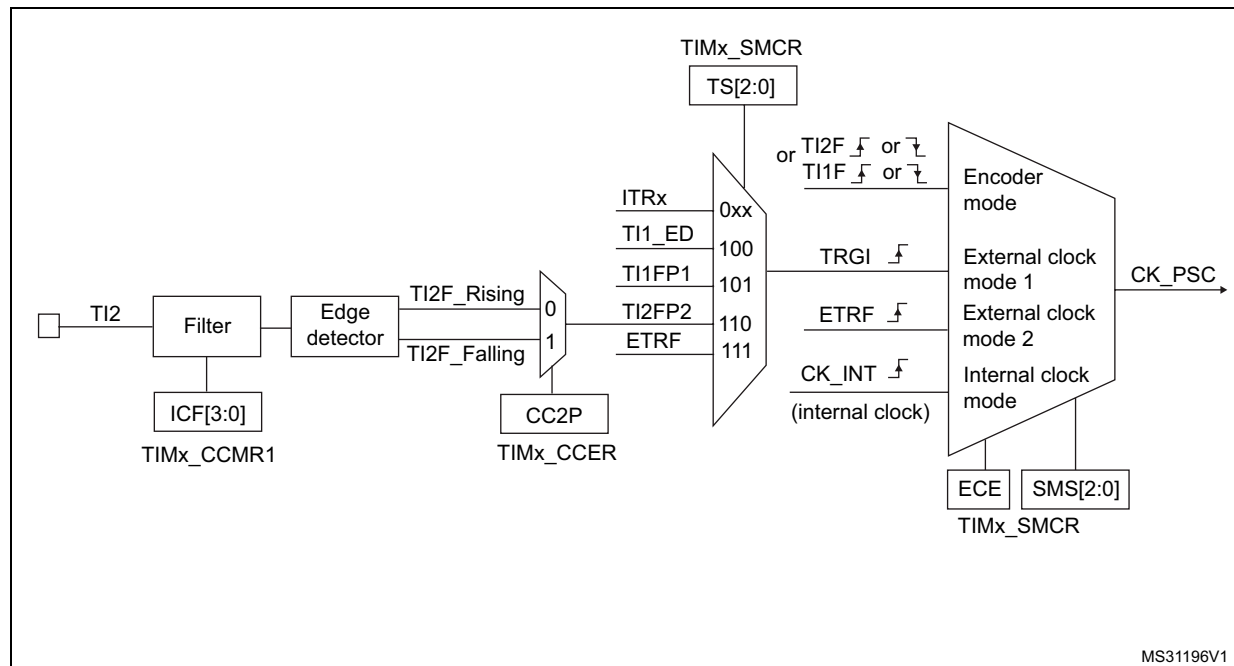 TIMx_SMCR
TS[2:0]
or TI2F or
TI1F or
Encoder
mode
ITRx
0xx
TI1_ED
100
TI1FP1
101
TRGI
External clock
mode 1
CK_PSC
TI2
Filter
Edge
detector
TI2F_Rising
0
TI2F_Falling
1
TI2FP2
110
ETRF
111
ETRF
External clock
mode 2
CK_INT
(internal clock)
Internal clock
mode
ICF[3:0]
TIMx_CCMR1
CC2P
TIMx_CCER
ECE
SMS[2:0]
TIMx_SMCR
MS31196V1